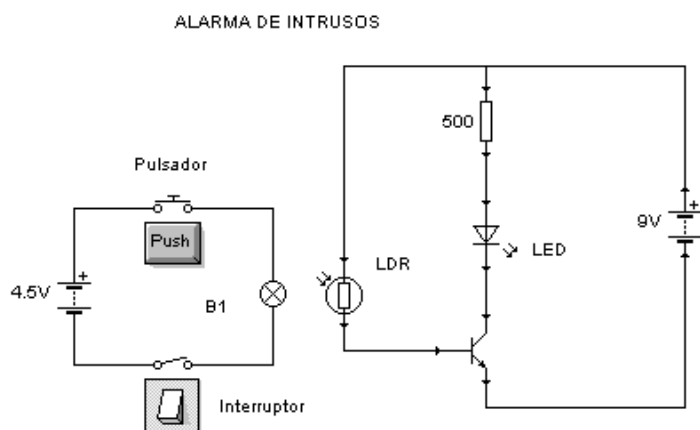 ALARMA DE INTRUSOS
500
Pulsador
Push
9V
+
LED
LDR
4.5V
+
B1
Interruptor